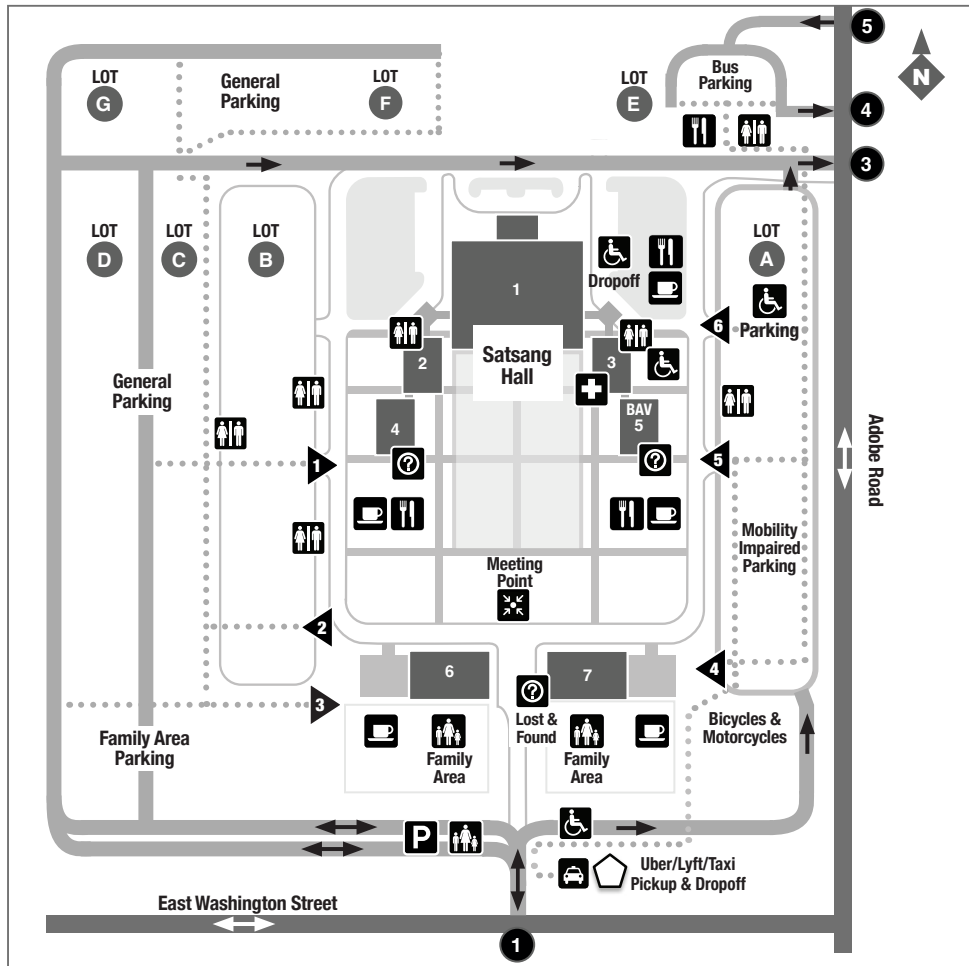 5
N
Bus
Parking
LOT
G
General
Parking
LOT
F
LOT
E
4
3
LOT
D
LOT
C
LOT
B
LOT
A
Dropoff
1
Parking
6
Satsang
Hall
2
3
General
Parking
4
BAV
5
Adobe Road
1
5
Mobility
Impaired
Parking
Meeting
Point
2
4
6
7
3
Lost &
Found
Bicycles &
Motorcycles
Family Area
Parking
Family
Area
Family
Area
P
Uber/Lyft/Taxi
Pickup & Dropoff
East Washington Street
1